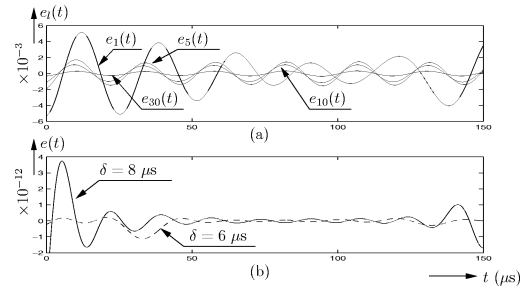 e_l(t)
×10^−3
6
4
2
0
−2
−4
−6
e_1(t)
e_5(t)
e_30(t)
e_10(t)
0 50 100 150
(a)
e(t)
×10^−12
4
3
2
1
0
−1
−2
δ = 8 μs
δ = 6 μs
0 50 100 150
(b)
t (μs)